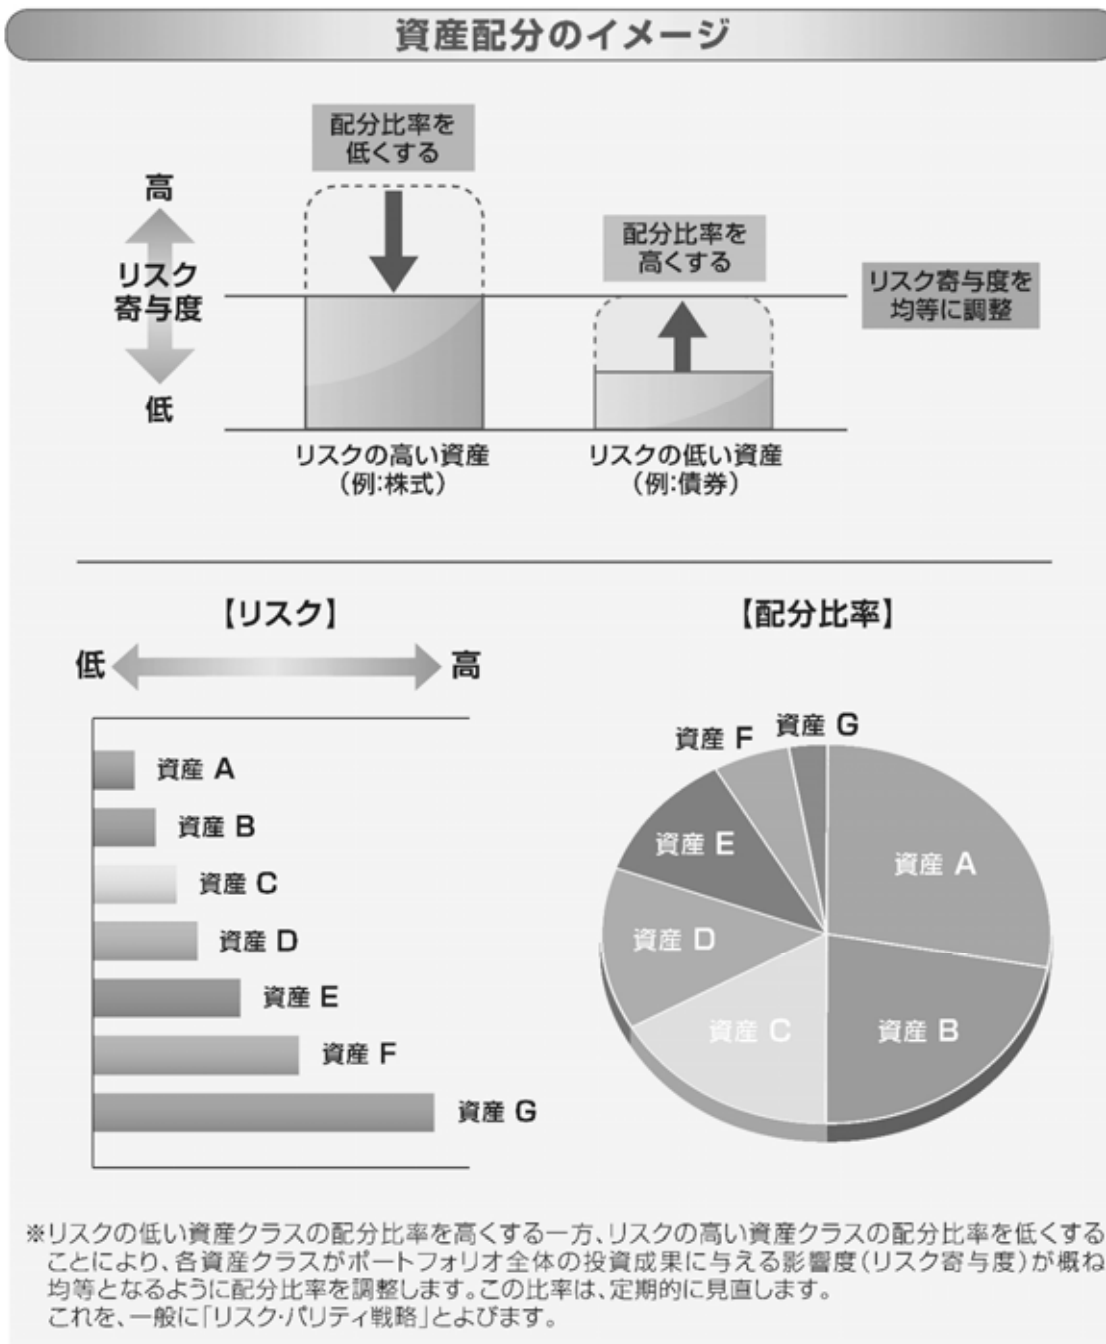 資産配分のイメージ
配分比率を
低くする
高
リスク
寄与度
低
配分比率を
高くする
リスク寄与度を
均等に調整
リスクの高い資産
(例:株式)
リスクの低い資産
(例:債券)
【リスク】
低
高
資産 A
資産 B
資産 C
資産 D
資産 E
資産 F
資産 G
【配分比率】
資産 F
資産 G
資産 E
資産 A
資産 D
資産 C
資産 B
※リスクの低い資産クラスの配分比率を高くする一方、リスクの高い資産クラスの配分比率を低くする
ことにより、各資産クラスがポートフォリオ全体の投資成果に与える影響度(リスク寄与度)が概ね
均等となるように配分比率を調整します。この比率は、定期的に見直します。
これを、一般に「リスク・パリティ戦略」とよびます。